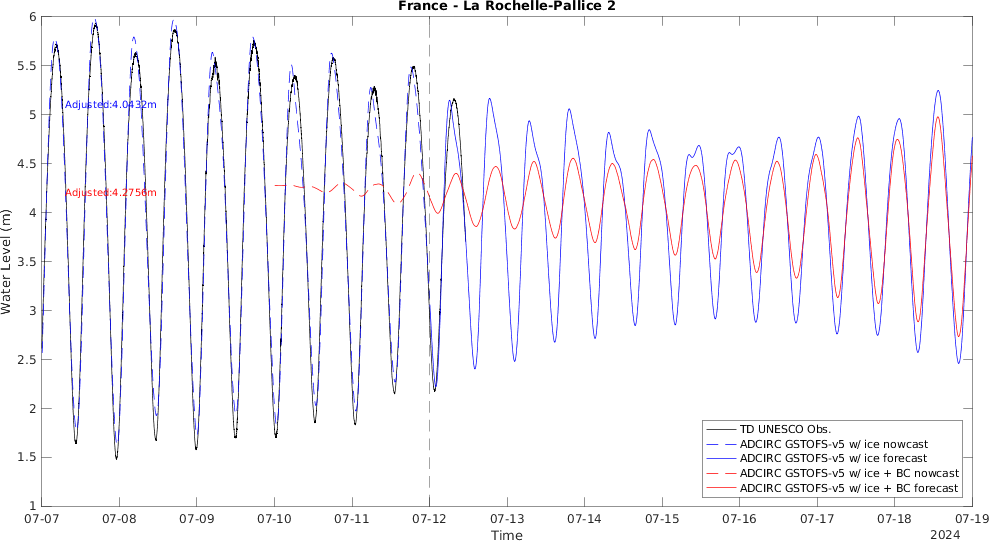 France - La Rochelle-Pallice 2
6
5.5
5
4.5
4
3.5
3
2.5
2
1.5
1
Water Level (m)
Adjusted:4.0432m
Adjusted:4.2756m
TD UNESCO Obs.
ADCIRC GSTOFS-v5 w/ ice nowcast
ADCIRC GSTOFS-v5 w/ ice forecast
ADCIRC GSTOFS-v5 w/ ice + BC nowcast
ADCIRC GSTOFS-v5 w/ ice + BC forecast
07-07 07-08 07-09 07-10 07-11 07-12 07-13 07-14 07-15 07-16 07-17 07-18 07-19
Time
2024